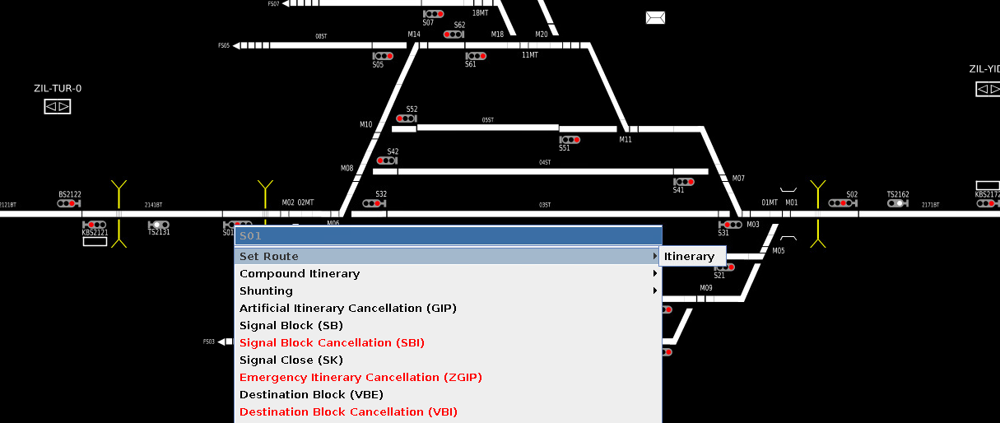 FS07
S07
18MT
S62
M14
M18
M20
08ST
FS05
11MT
S05
S61
ZIL-TUR-0
S52
05ST
M10
S51
M11
S42
04ST
M08
S41
M07
BS2122
S32
S02
TS2162
KBS2172
2121BT
2141BT
M02 02MT
03ST
01MT
M01
2171BT
M06
M03
KBS2121
TS2131
S01
S31
S01
Set Route
Itinerary
Compound Itinerary
Shunting
Artificial Itinerary Cancellation (GIP)
Signal Block (SB)
Signal Block Cancellation (SBI)
Signal Close (SK)
Emergency Itinerary Cancellation (ZGIP)
Destination Block (VBE)
Destination Block Cancellation (VBI)
M05
S21
M09
FS03